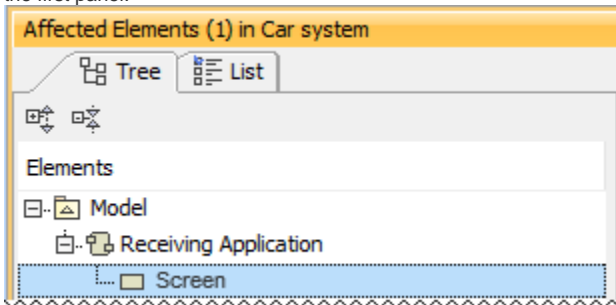 the first panel.
Affected Elements (1) in Car system
Tree List
Elements
Model
Receiving Application
Screen